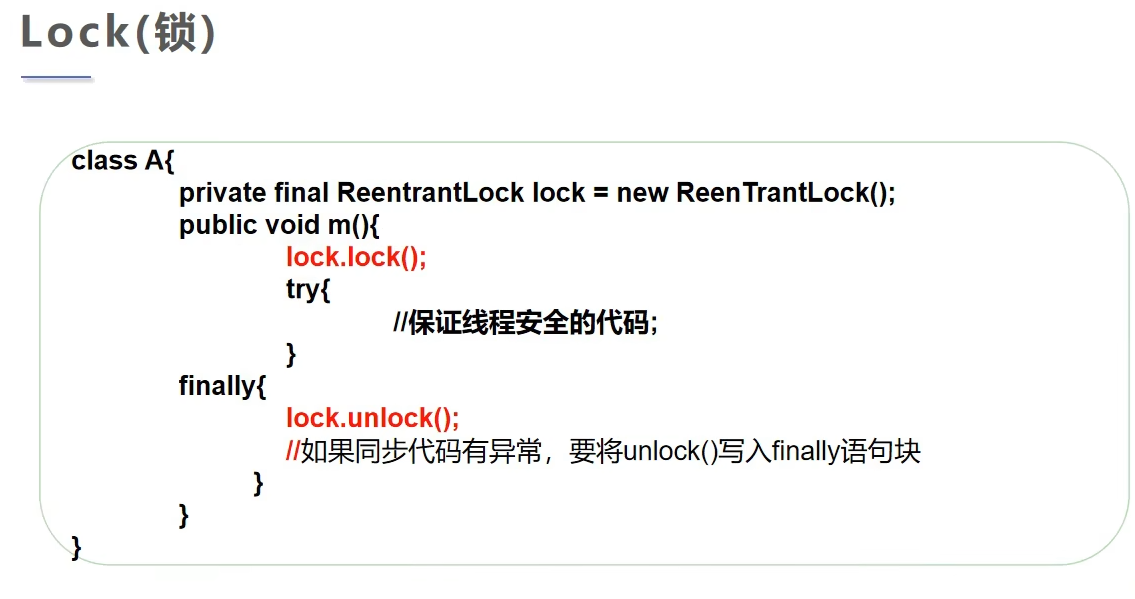 Lock(锁)
class A{
private final ReentrantLock lock = new ReenTrantLock();
public void m(){
lock.lock();
try{
//保证线程安全的代码;
}
finally{
lock.unlock();
//如果同步代码有异常，要将unlock()写入finally语句块
}
}
}